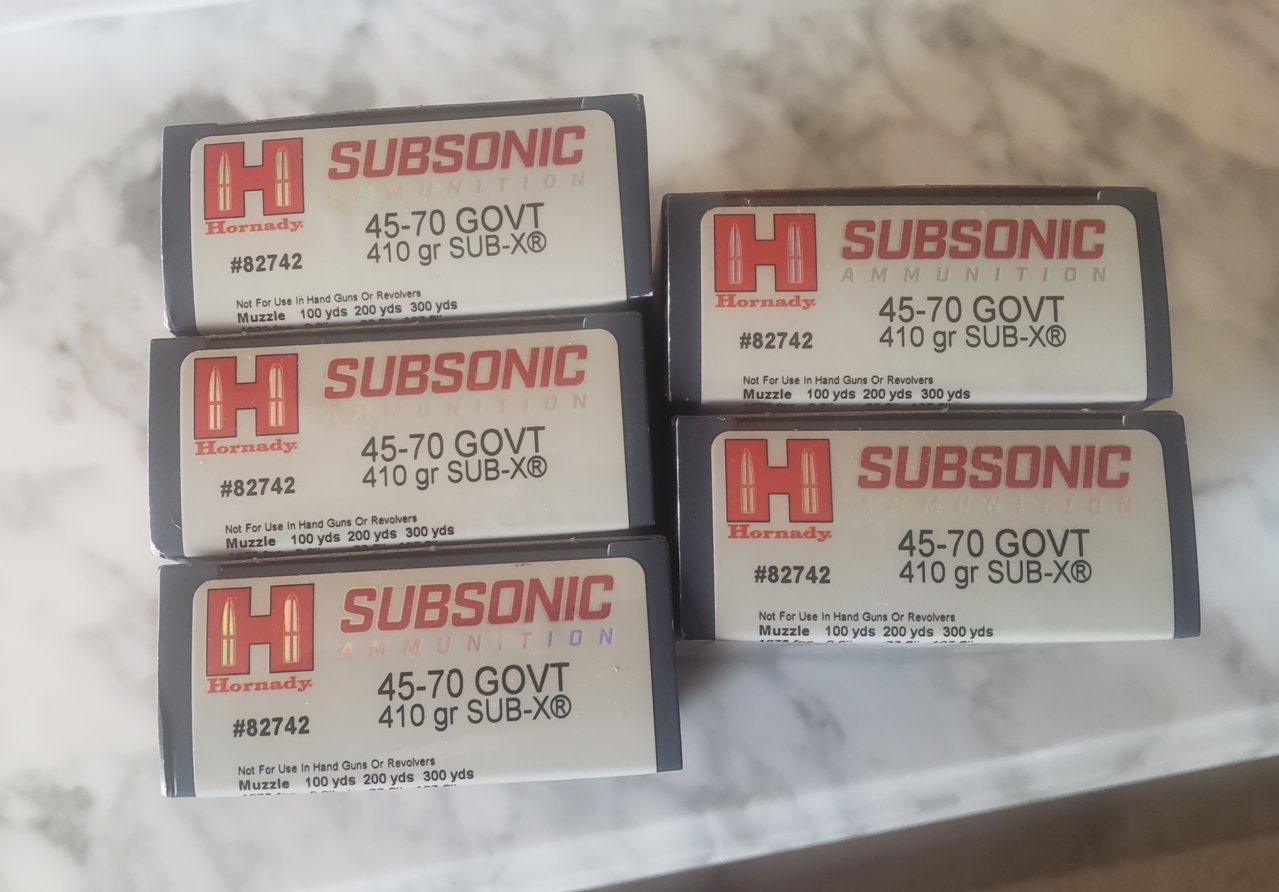 SUBSONIC
AMMUNITION
Hornady
45-70 GOVT
410 gr SUB-X®
#82742
Not For Use In Hand Guns Or Revolvers
Muzzle 100 yds 200 yds 300 yds
SUBSONIC
AMMUNITION
Hornady
45-70 GOVT
410 gr SUB-X®
#82742
Not For Use In Hand Guns Or Revolvers
Muzzle 100 yds 200 yds 300 yds
SUBSONIC
AMMUNITION
Hornady
45-70 GOVT
410 gr SUB-X®
#82742
Not For Use In Hand Guns Or Revolvers
Muzzle 100 yds 200 yds 300 yds
SUBSONIC
AMMUNITION
Hornady
45-70 GOVT
410 gr SUB-X®
#82742
Not For Use In Hand Guns Or Revolvers
Muzzle 100 yds 200 yds 300 yds
SUBSONIC
AMMUNITION
Hornady
45-70 GOVT
410 gr SUB-X®
#82742
Not For Use In Hand Guns Or Revolvers
Muzzle 100 yds 200 yds 300 yds